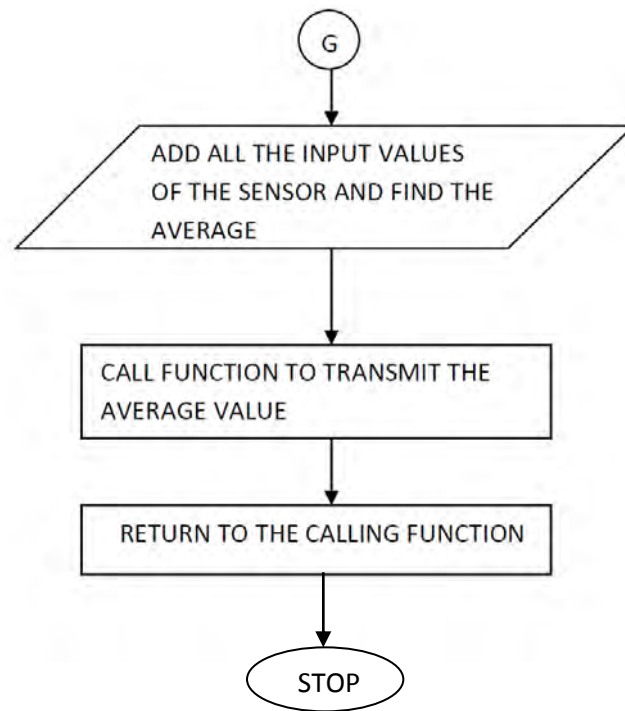 G
ADD ALL THE INPUT VALUES
OF THE SENSOR AND FIND THE
AVERAGE
CALL FUNCTION TO TRANSMIT THE
AVERAGE VALUE
RETURN TO THE CALLING FUNCTION
STOP